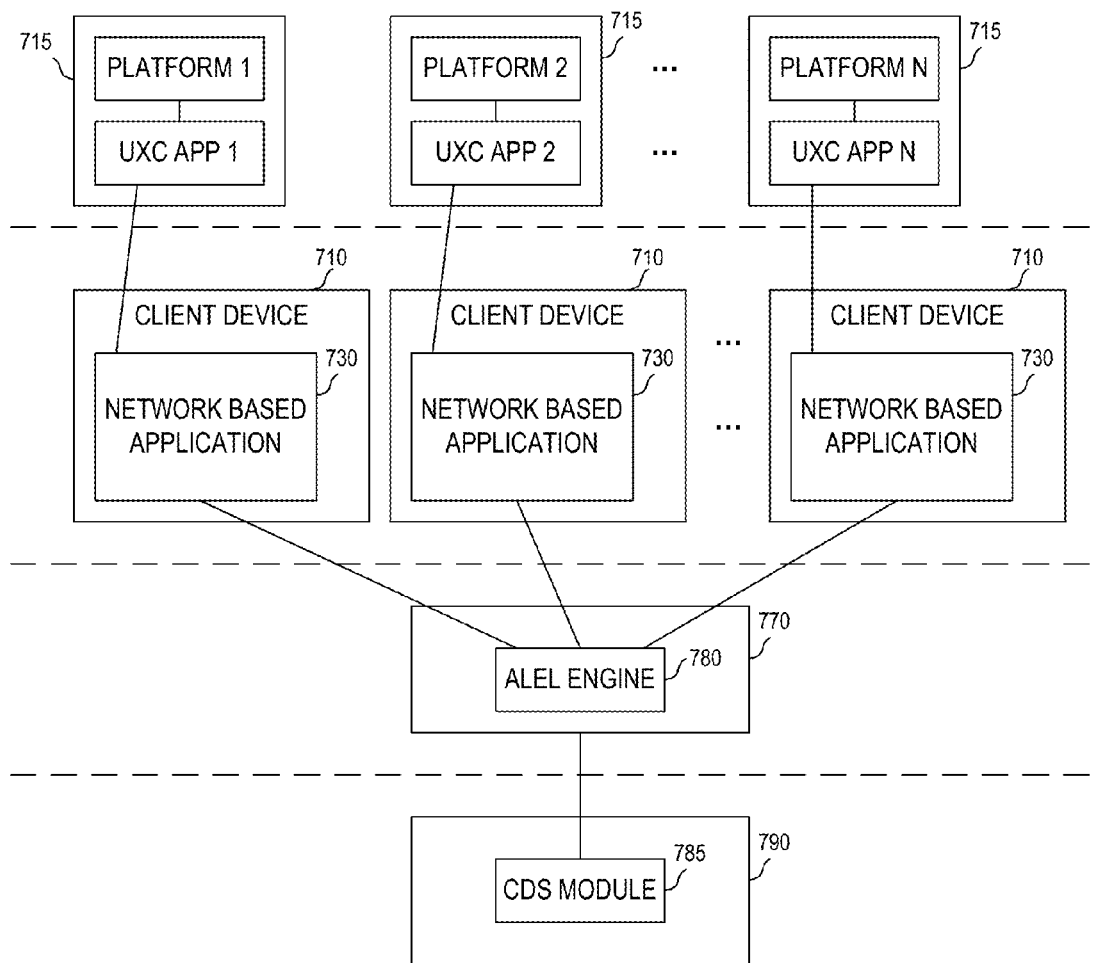 715
PLATFORM 1
UXC APP 1
715
PLATFORM 2
UXC APP 2
...
...
715
PLATFORM N
UXC APP N
710
CLIENT DEVICE
730
NETWORK BASED
APPLICATION
710
CLIENT DEVICE
730
NETWORK BASED
APPLICATION
...
...
710
CLIENT DEVICE
730
NETWORK BASED
APPLICATION
770
ALEL ENGINE
780
790
CDS MODULE
785